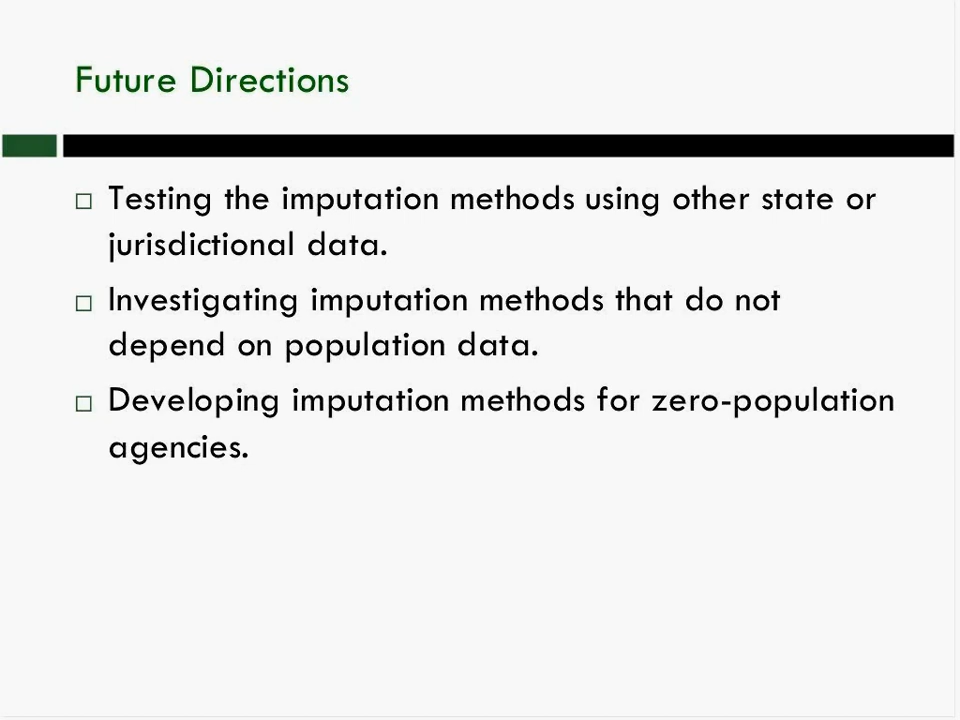 Future Directions
Testing the imputation methods using other state or
jurisdictional data.
Investigating imputation methods that do not
depend on population data.
Developing imputation methods for zero-population
agencies.